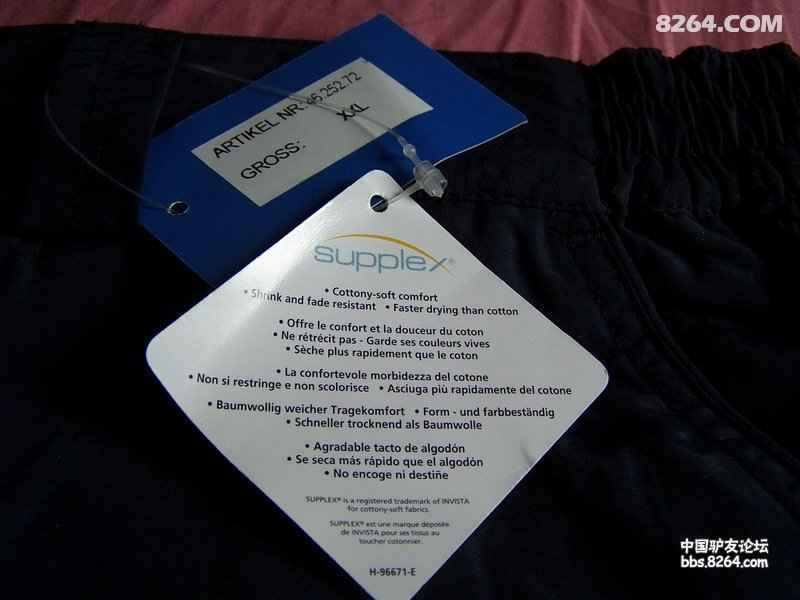 8264.COM
ARTIKEL NR: 46.252.72
GROSS: XXL
supplex®
• Cottony-soft comfort
• Shrink and fade resistant • Faster drying than cotton
• Offre le confort et la douceur du coton
• Ne rétrécit pas - Garde ses couleurs vives
• Sèche plus rapidement que le coton
• La confortevole morbidezza del cotone
• Non si restringe e non scolorisce • Asciuga più rapidamente del cotone
• Baumwollig weicher Tragekomfort • Form - und farbbeständig
• Schneller trocknend als Baumwolle
• Agradable tacto de algodón
• Se seca más rápido que el algodón
• No encoge ni destiñe
SUPPLEX® is a registered trademark of INVISTA
for cottony-soft fabrics.
SUPPLEX® est une marque déposée
de INVISTA pour ses tissus au
toucher cotonnier.
H-96671-E
中国驴友论坛
bbs.8264.com